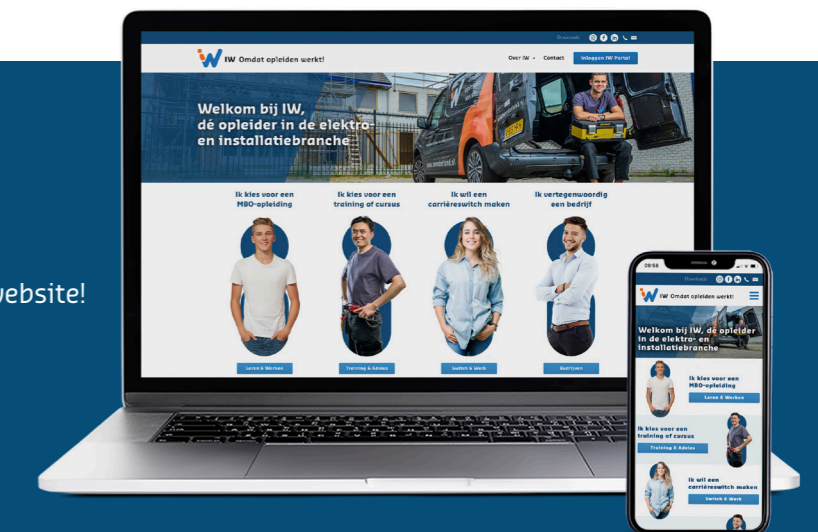 website!
Downloads
IW Omdat opleiden werkt!
Over IW
Contact
Inloggen IW Portal
Welkom bij IW,
dé opleider in de elektro-
en installatiebranche
Ik kies voor een
MBO-opleiding
Ik kies voor een
training of cursus
Ik wil een
carrièreswitch maken
Ik vertegenwoordig
een bedrijf
Leren & Werken
Training & Advies
Switch & Werk
Bedrijven
09:58
Downloads
IW Omdat opleiden werkt!
Welkom bij IW, dé opleider
in de elektro- en
installatiebranche
Ik kies voor een
MBO-opleiding
Leren & Werken
Ik kies voor een
training of cursus
Training & Advies
Ik wil een
carrièreswitch maken
Switch & Werk